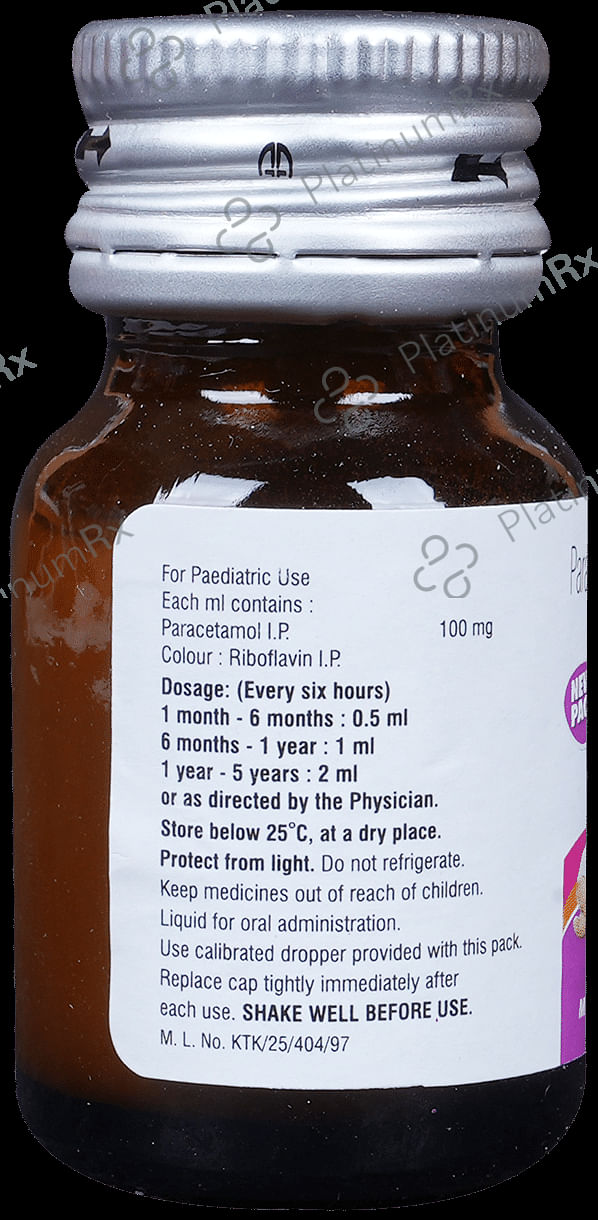 PlatinumRx
PlatinumRx
PlatinumRx
For Paediatric Use
Each ml contains :
Paracetamol I.P. 100 mg
Colour : Riboflavin I.P.
Dosage: (Every six hours)
1 month - 6 months : 0.5 ml
6 months - 1 year : 1 ml
1 year - 5 years : 2 ml
or as directed by the Physician.
Store below 25°C, at a dry place.
Protect from light. Do not refrigerate.
Keep medicines out of reach of children.
Liquid for oral administration.
Use calibrated dropper provided with this pack.
Replace cap tightly immediately after
each use. SHAKE WELL BEFORE USE.
M. L. No. KTK/25/404/97